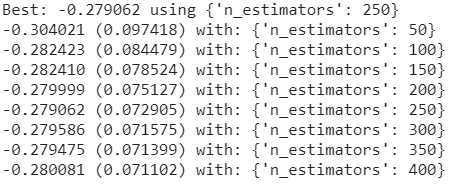 Best: -0.279062 using {'n_estimators': 250}
-0.304021 (0.097418) with: {'n_estimators': 50}
-0.282423 (0.084479) with: {'n_estimators': 100}
-0.282410 (0.078524) with: {'n_estimators': 150}
-0.279999 (0.075127) with: {'n_estimators': 200}
-0.279062 (0.072905) with: {'n_estimators': 250}
-0.279586 (0.071575) with: {'n_estimators': 300}
-0.279475 (0.071399) with: {'n_estimators': 350}
-0.280081 (0.071102) with: {'n_estimators': 400}